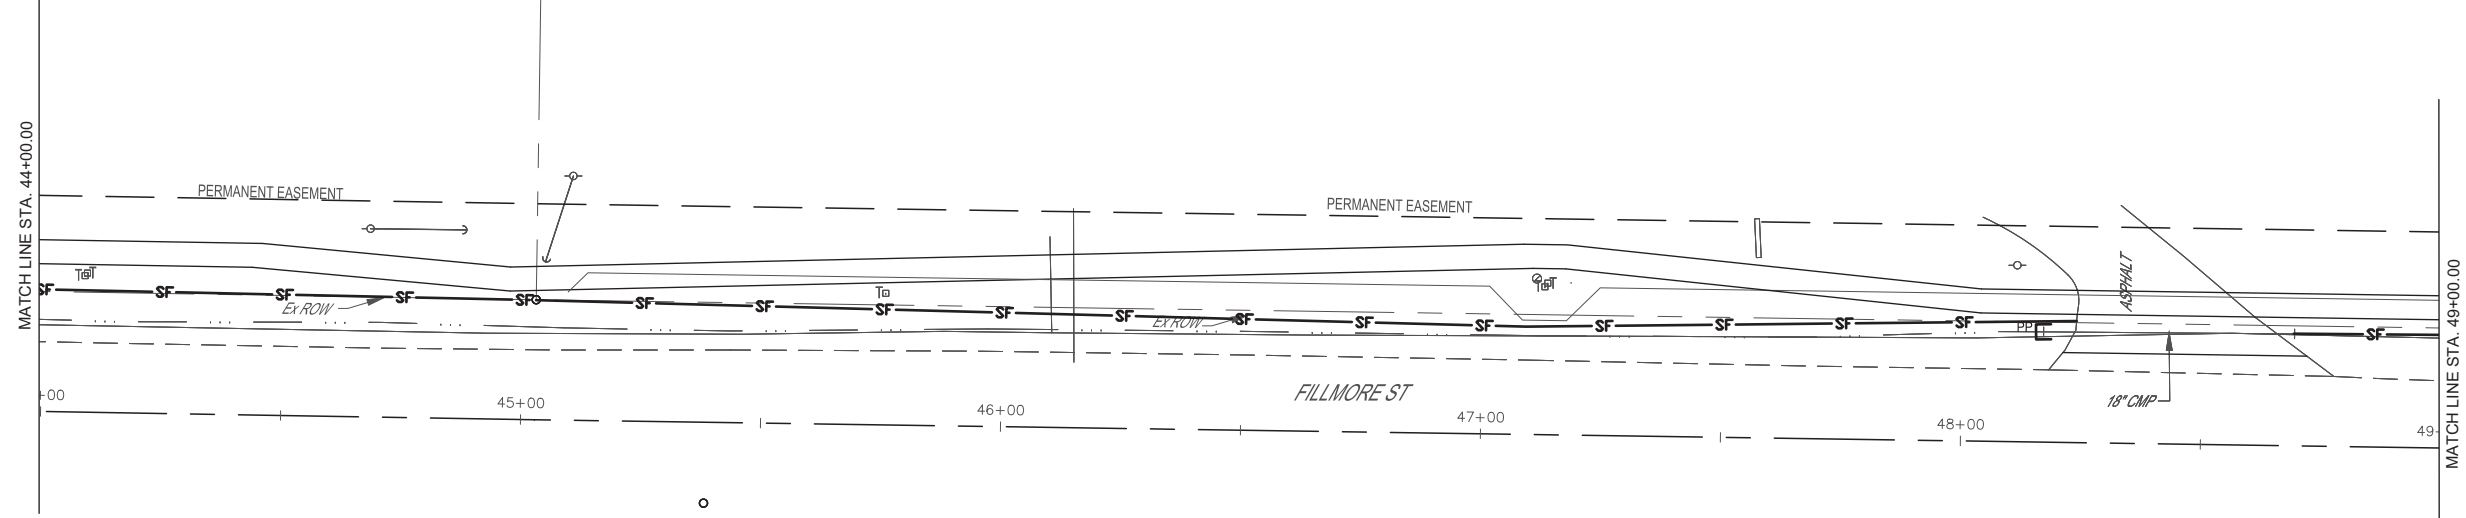 MATCH LINE STA. 44+00.00
PERMANENT EASEMENT
PERMANENT EASEMENT
ASPHALT
MATCH LINE STA. 49+00.00
T T
T
T T
SF SF SF SF SF SF SF SF SF SF SF SF SF SF SF SF SF SF
Ex ROW
Ex ROW
PP
FILLMORE ST
18" CMP
+00
45+00
46+00
47+00
48+00
49